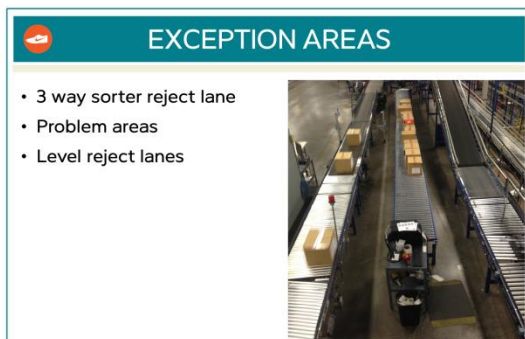 EXCEPTION AREAS
• 3 way sorter reject lane
• Problem areas
• Level reject lanes